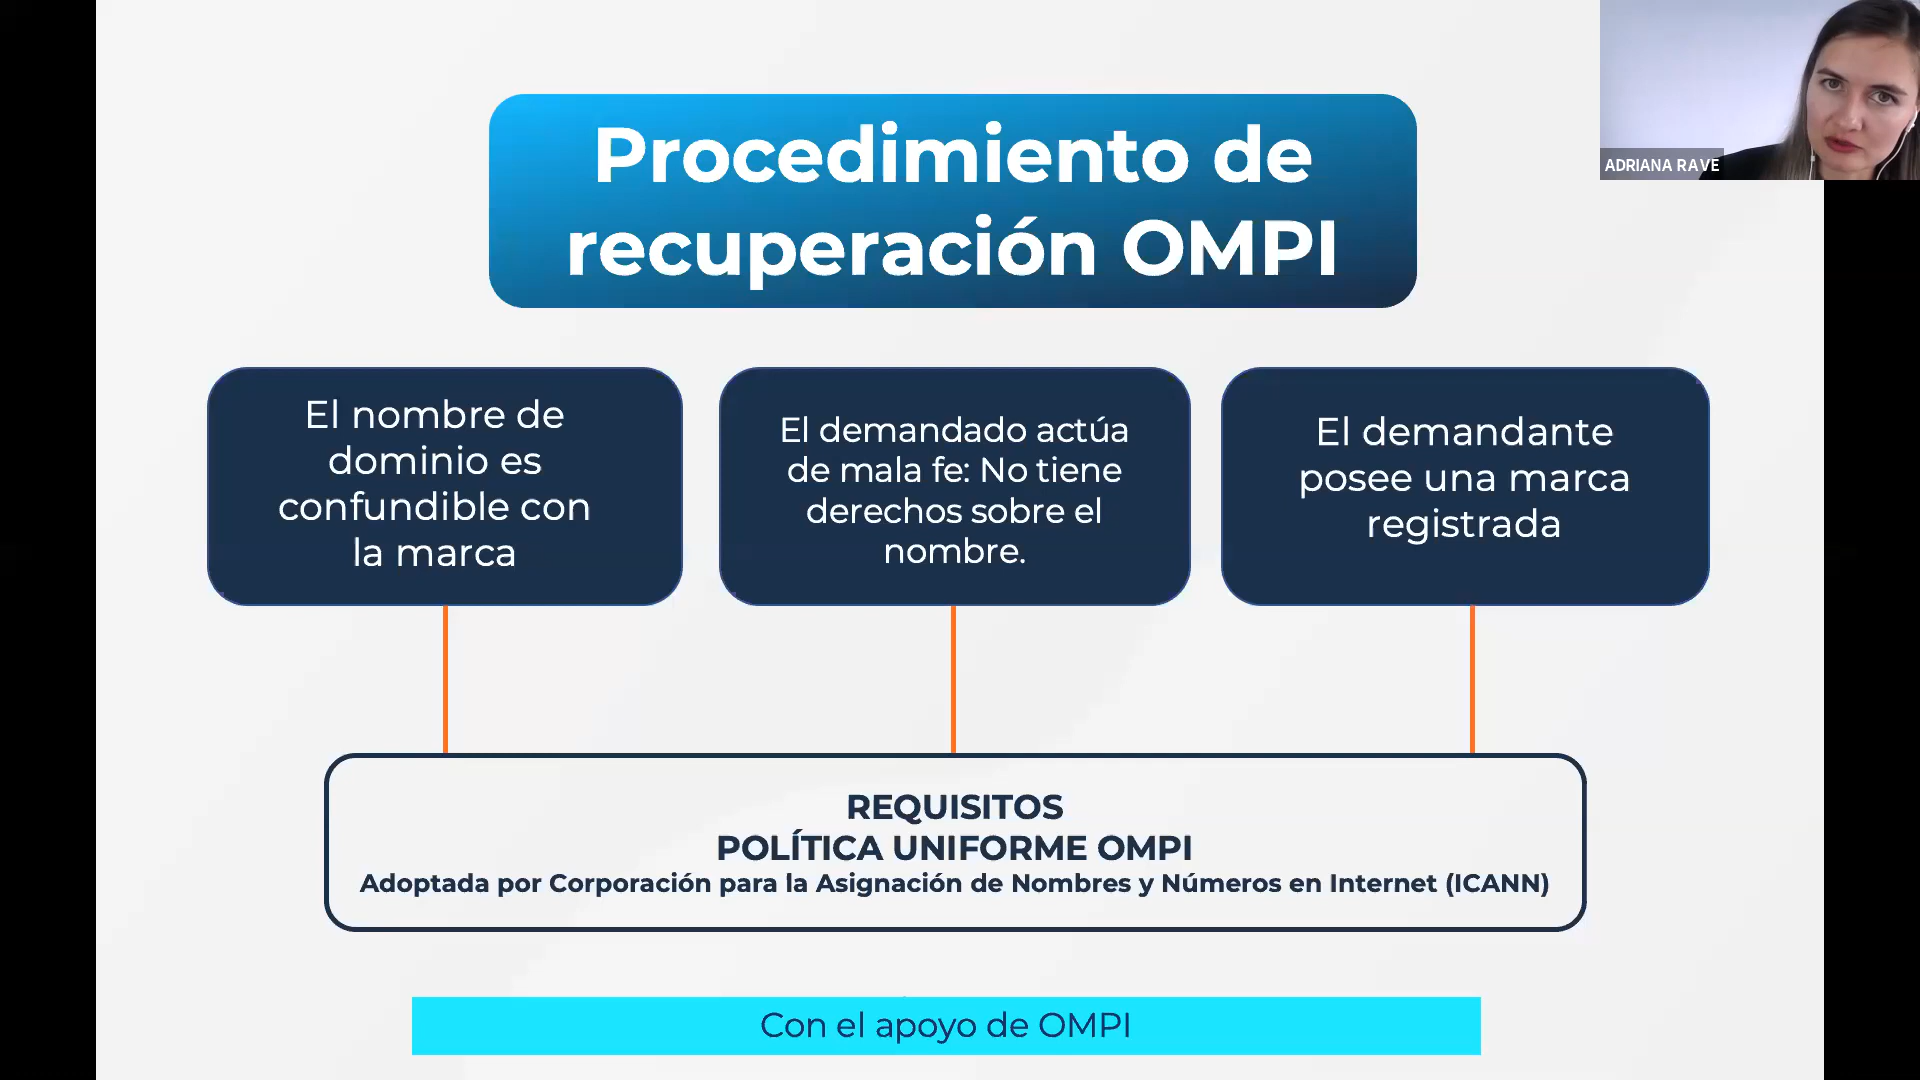 Procedimiento de
recuperación OMPI
ADRIANA RAVE
El nombre de
dominio es
confundible con
la marca
El demandado actúa
de mala fe: No tiene
derechos sobre el
nombre.
El demandante
posee una marca
registrada
REQUISITOS
POLÍTICA UNIFORME OMPI
Adoptada por Corporación para la Asignación de Nombres y Números en Internet (ICANN)
Con el apoyo de OMPI